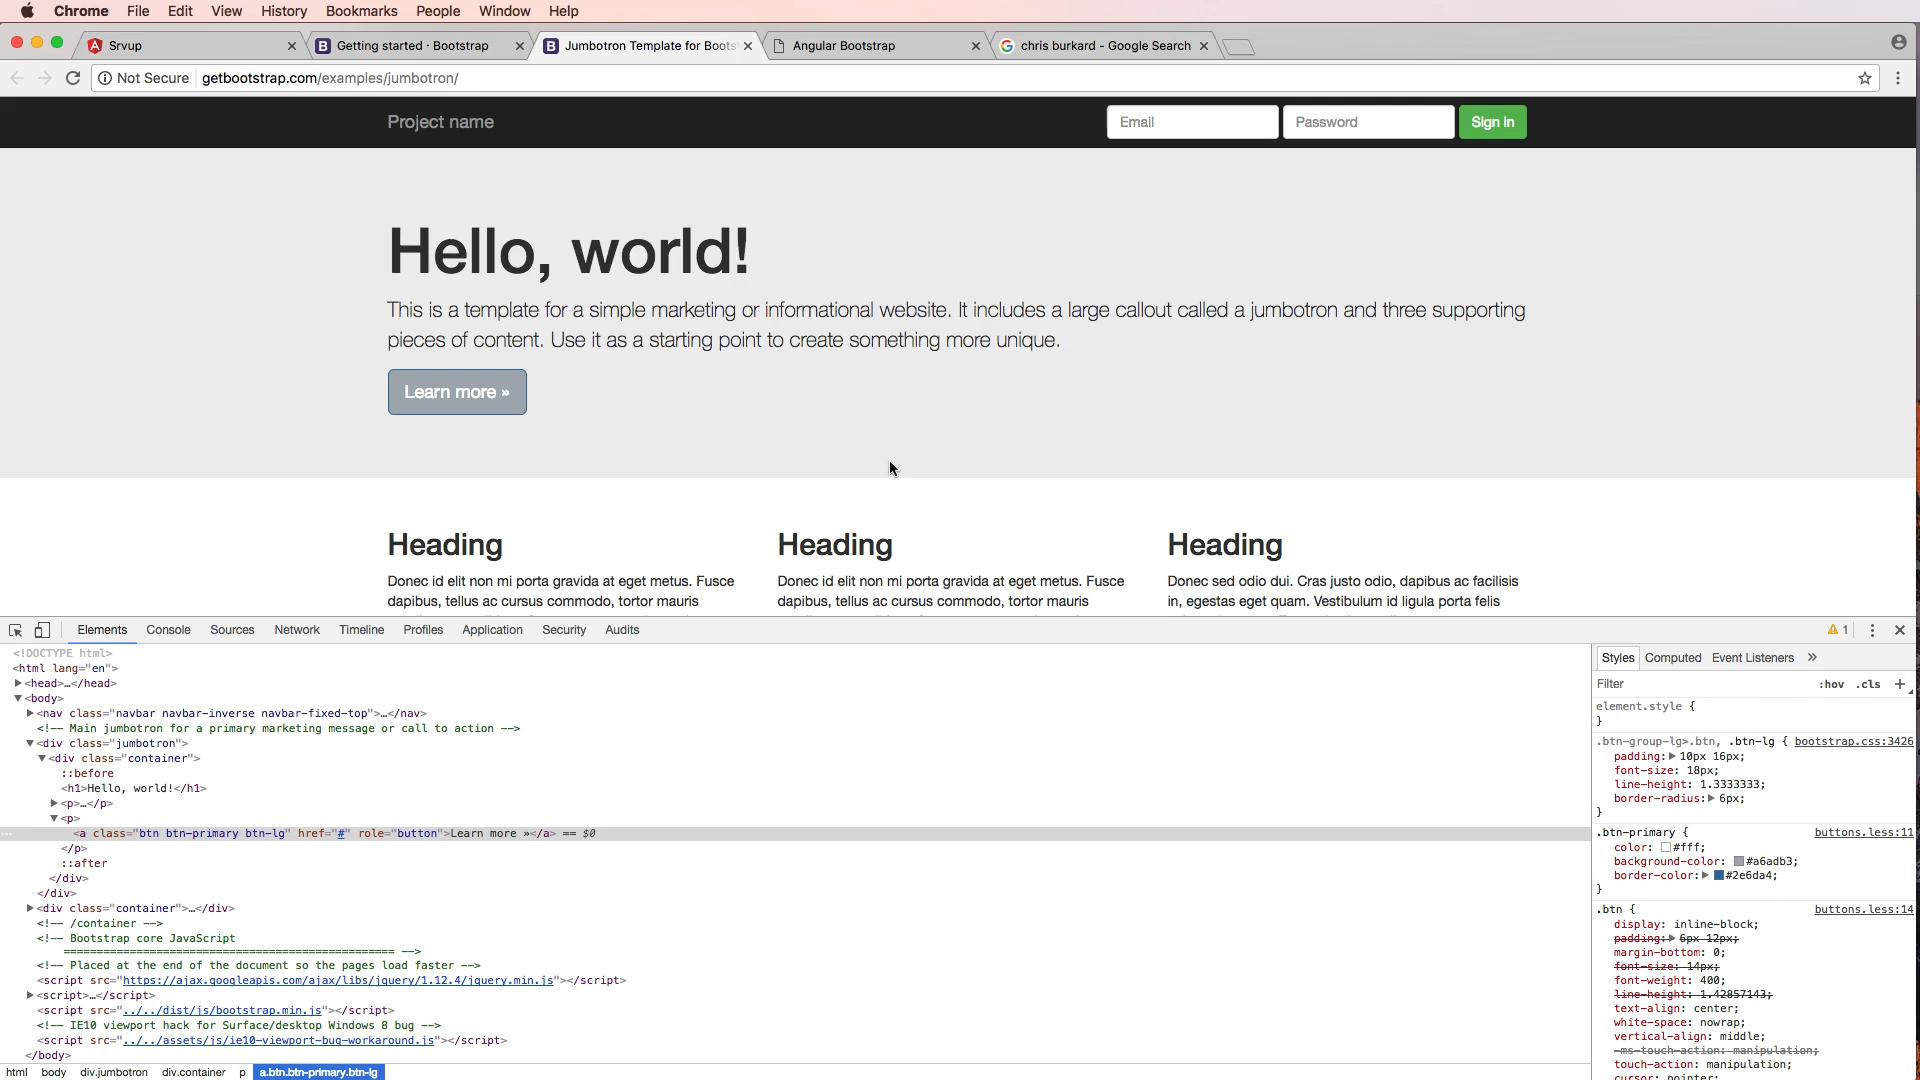 Chrome File Edit View History Bookmarks People Window Help
Srvup
Getting started · Bootstrap
Jumbotron Template for Boots
Angular Bootstrap
chris burkard - Google Search
Not Secure getbootstrap.com/examples/jumbotron/
Project name
Email
Password
Sign in
Hello, world!
This is a template for a simple marketing or informational website. It includes a large callout called a jumbotron and three supporting
pieces of content. Use it as a starting point to create something more unique.
Learn more »
Heading
Donec id elit non mi porta gravida at eget metus. Fusce
dapibus, tellus ac cursus commodo, tortor mauris
Heading
Donec id elit non mi porta gravida at eget metus. Fusce
dapibus, tellus ac cursus commodo, tortor mauris
Heading
Donec sed odio dui. Cras justo odio, dapibus ac facilisis
in, egestas eget quam. Vestibulum id ligula porta felis
Elements Console Sources Network Timeline Profiles Application Security Audits
1
<!DOCTYPE html>
<html lang="en">
<head>…</head>
<body>
<nav class="navbar navbar-inverse navbar-fixed-top">…</nav>
<!-- Main jumbotron for a primary marketing message or call to action -->
<div class="jumbotron">
<div class="container">
::before
<h1>Hello, world!</h1>
<p>…</p>
<p>
<a class="btn btn-primary btn-lg" href="#" role="button">Learn more »</a> == $0
</p>
::after
</div>
</div>
<div class="container">…</div>
<!-- /container -->
<!-- Bootstrap core JavaScript
================================================== -->
<!-- Placed at the end of the document so the pages load faster -->
<script src="https://ajax.googleapis.com/ajax/libs/jquery/1.12.4/jquery.min.js"></script>
<script>…</script>
<script src="../../dist/js/bootstrap.min.js"></script>
<!-- IE10 viewport hack for Surface/desktop Windows 8 bug -->
<script src="../../assets/js/ie10-viewport-bug-workaround.js"></script>
</body>
html body div.jumbotron div.container p a.btn.btn-primary.btn-lg
Styles Computed Event Listeners »
Filter :hov .cls +
element.style {
}
.btn-group-lg>.btn, .btn-lg { bootstrap.css:3426
padding: 10px 16px;
font-size: 18px;
line-height: 1.3333333;
border-radius: 6px;
}
.btn-primary { buttons.less:11
color: #fff;
background-color: #a6adb3;
border-color: #2e6da4;
}
.btn { buttons.less:14
display: inline-block;
padding: 6px 12px;
margin-bottom: 0;
font-size: 14px;
font-weight: 400;
line-height: 1.42857143;
text-align: center;
white-space: nowrap;
vertical-align: middle;
-ms-touch-action: manipulation;
touch-action: manipulation;
cursor: pointer;